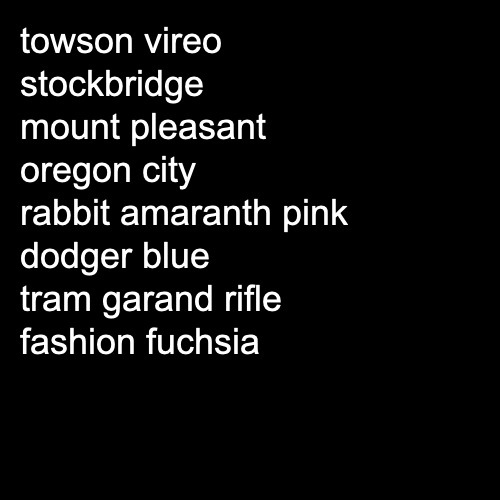 towson vireo
stockbridge
mount pleasant
oregon city
rabbit amaranth pink
dodger blue
tram garand rifle
fashion fuchsia